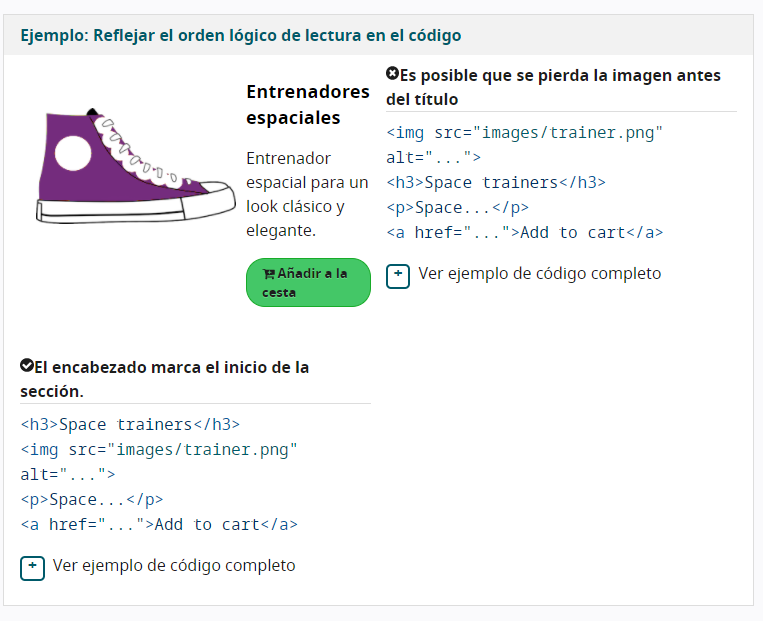 Ejemplo: Reflejar el orden lógico de lectura en el código
Entrenadores
espaciales
Entrenador
espacial para un
look clásico y
elegante.
Añadir a la
cesta
Es posible que se pierda la imagen antes
del título
<img src="images/trainer.png"
alt="...">
<h3>Space trainers</h3>
<p>Space...</p>
<a href="...">Add to cart</a>
+ Ver ejemplo de código completo
El encabezado marca el inicio de la
sección.
<h3>Space trainers</h3>
<img src="images/trainer.png"
alt="...">
<p>Space...</p>
<a href="...">Add to cart</a>
+ Ver ejemplo de código completo